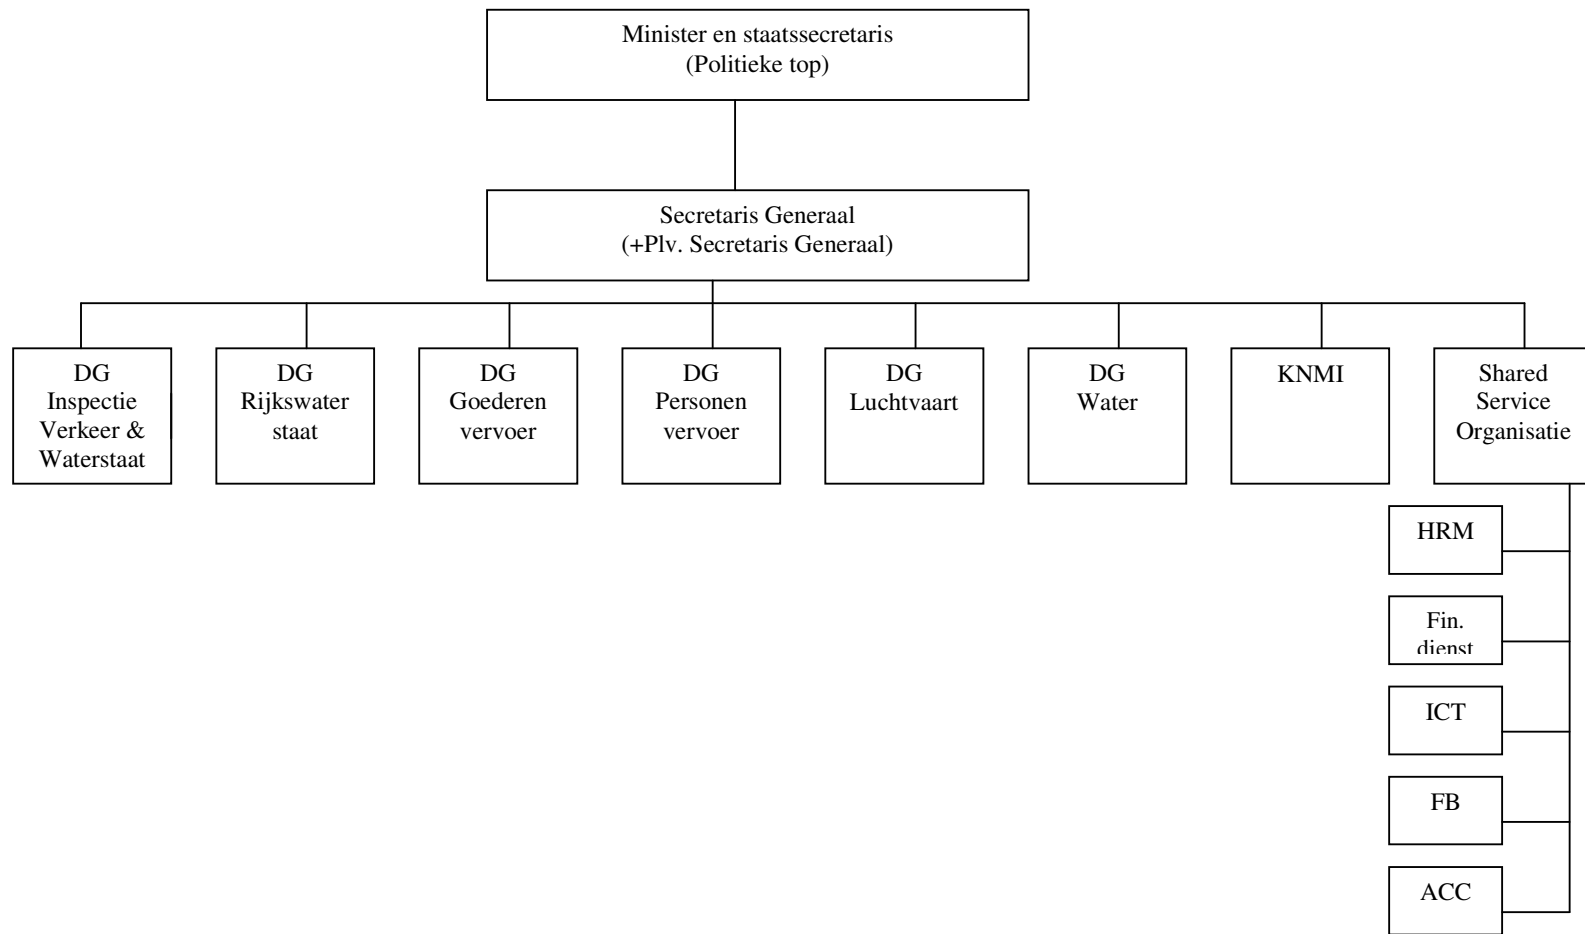 Minister en staatssecretaris
(Politieke top)
Secretaris Generaal
(+Plv. Secretaris Generaal)
DG
Inspectie
Verkeer &
Waterstaat
DG
Rijkswater
staat
DG
Goederen
vervoer
DG
Personen
vervoer
DG
Luchtvaart
DG
Water
KNMI
Shared
Service
Organisatie
HRM
Fin.
dienst
ICT
FB
ACC